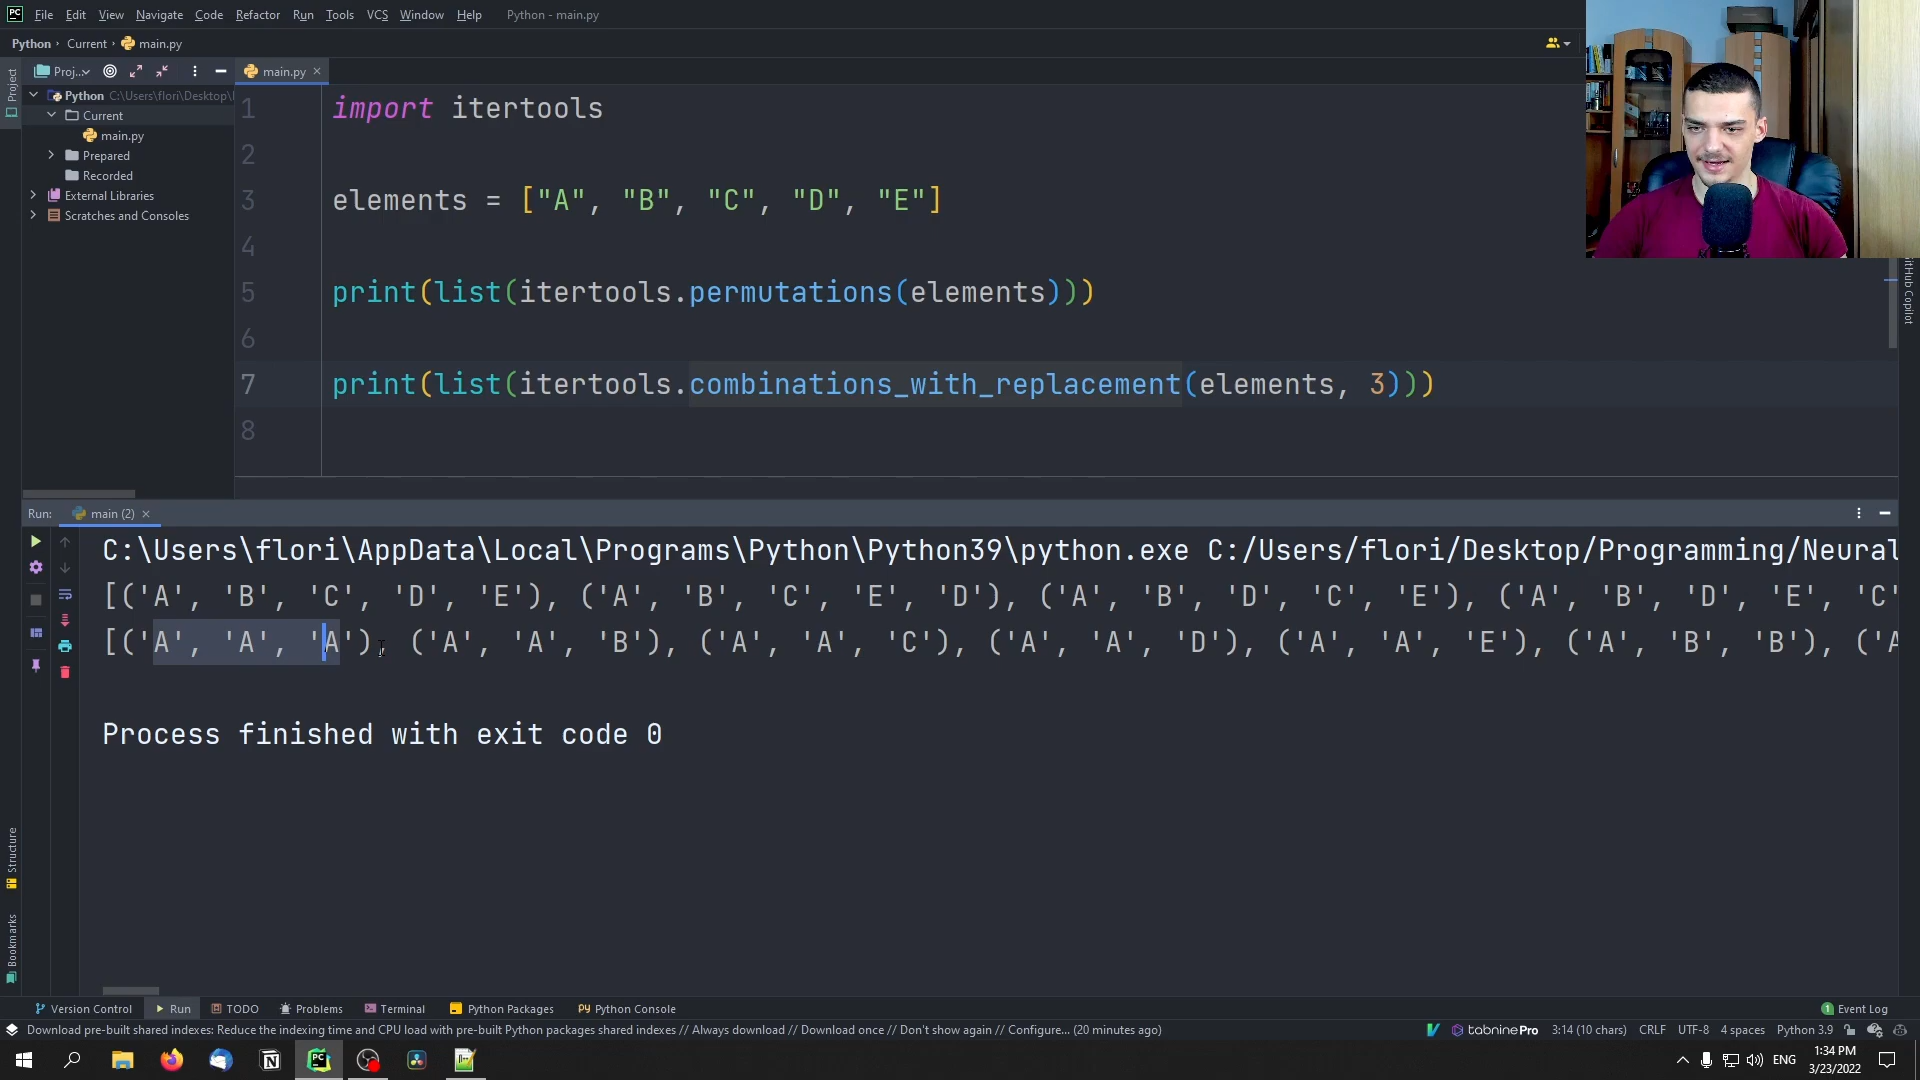 File Edit View Navigate Code Refactor Run Tools VCS Window Help Python - main.py
Python › Current › main.py
Project
Proj...
main.py
Python C:\Users\flori\Desktop\
Current
main.py
Prepared
Recorded
External Libraries
Scratches and Consoles
1 import itertools
2
3 elements = ["A", "B", "C", "D", "E"]
4
5 print(list(itertools.permutations(elements)))
6
7 print(list(itertools.combinations_with_replacement(elements, 3)))
8
GitHub Copilot
Run: main (2)
C:\Users\flori\AppData\Local\Programs\Python\Python39\python.exe C:/Users/flori/Desktop/Programming/Neural
[('A', 'B', 'C', 'D', 'E'), ('A', 'B', 'C', 'E', 'D'), ('A', 'B', 'D', 'C', 'E'), ('A', 'B', 'D', 'E', 'C'
[('A', 'A', 'A'), ('A', 'A', 'B'), ('A', 'A', 'C'), ('A', 'A', 'D'), ('A', 'A', 'E'), ('A', 'B', 'B'), ('A
Process finished with exit code 0
Structure
Bookmarks
Version Control Run TODO Problems Terminal Python Packages Python Console Event Log
Download pre-built shared indexes: Reduce the indexing time and CPU load with pre-built Python packages shared indexes // Always download // Download once // Don't show again // Configure... (20 minutes ago) tabnine Pro 3:14 (10 chars) CRLF UTF-8 4 spaces Python 3.9
ENG 1:34 PM
3/23/2022